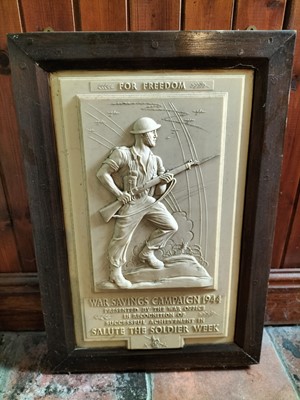 FOR FREEDOM
WAR SAVINGS CAMPAIGN 1944
PRESENTED BY THE WAR OFFICE
IN RECOGNITION OF
SUCCESSFUL ACHIEVEMENT IN
SALUTE THE SOLDIER WEEK